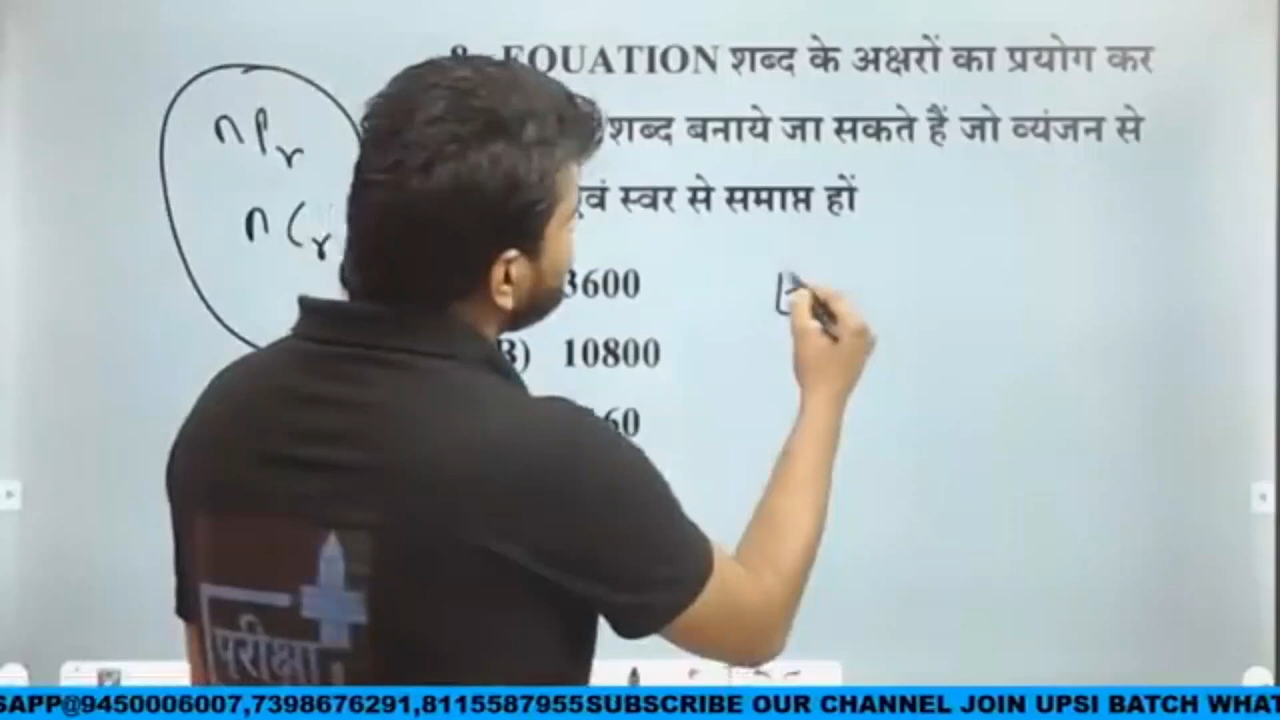 EQUATION शब्द के अक्षरों का प्रयोग कर
शब्द बनाये जा सकते हैं जो व्यंजन से
एवं स्वर से समाप्त हों
nPr
nCr
3600
B) 10800
60
परीक्षा
SAPP@9450006007,7398676291,8115587955SUBSCRIBE OUR CHANNEL JOIN UPSI BATCH WHAT